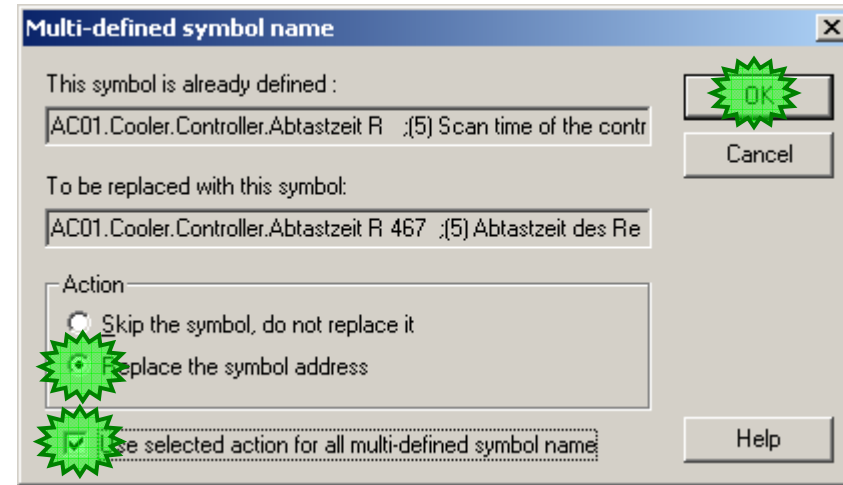 Multi-defined symbol name
This symbol is already defined :
AC01.Cooler.Controller.Abtastzeit R ;(5) Scan time of the contr
OK
Cancel
To be replaced with this symbol:
AC01.Cooler.Controller.Abtastzeit R 467 ;(5) Abtastzeit des Re
Action
Skip the symbol, do not replace it
Replace the symbol address
Use selected action for all multi-defined symbol name
Help